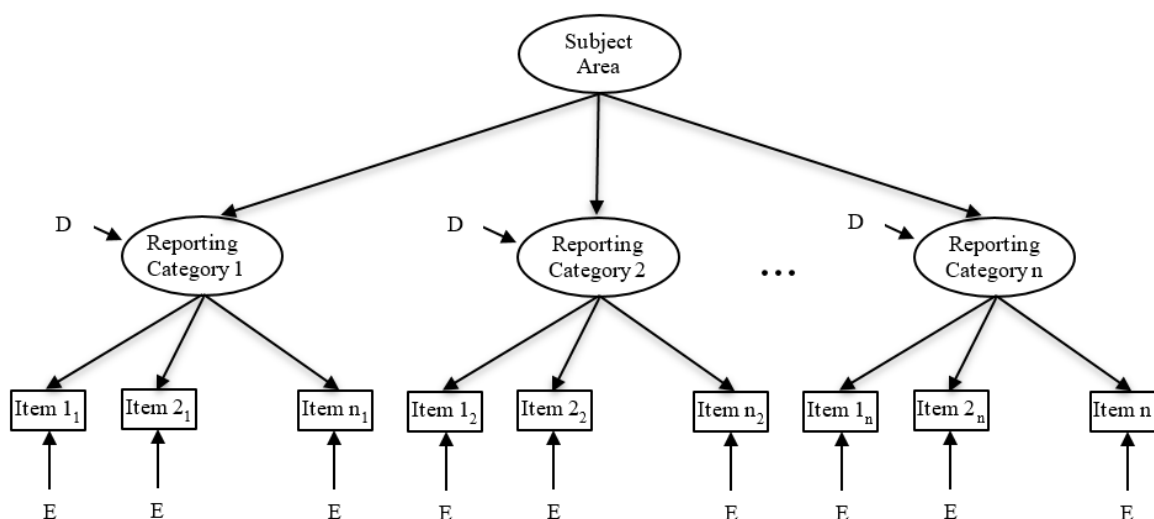 Subject
Area
D
Reporting
Category 1
D
Reporting
Category 2
...
D
Reporting
Category n
Item 1₁
Item 2₁
Item n₁
Item 1₂
Item 2₂
Item n₂
Item 1ₙ
Item 2ₙ
Item n
E
E
E
E
E
E
E
E
E